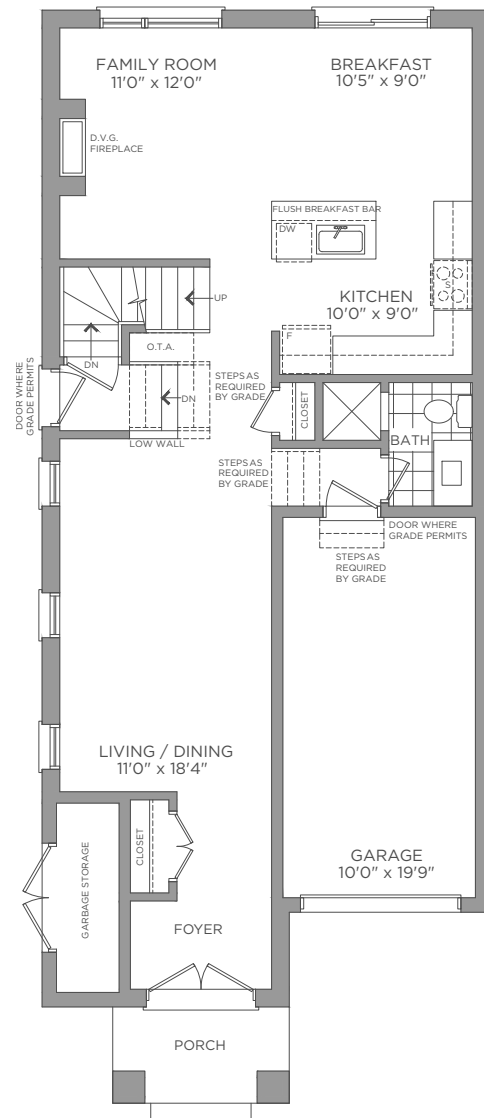 FAMILY ROOM
11'0" x 12'0"
BREAKFAST
10'5" x 9'0"
D.V.G.
FIREPLACE
FLUSH BREAKFAST BAR
DW
S
KITCHEN
10'0" x 9'0"
F
UP
O.T.A.
DN
DN
DOOR WHERE
GRADE PERMITS
STEPS AS
REQUIRED
BY GRADE
LOW WALL
CLOSET
BATH
STEPS AS
REQUIRED
BY GRADE
DOOR WHERE
GRADE PERMITS
STEPS AS
REQUIRED
BY GRADE
LIVING / DINING
11'0" x 18'4"
CLOSET
GARBAGE STORAGE
GARAGE
10'0" x 19'9"
FOYER
PORCH